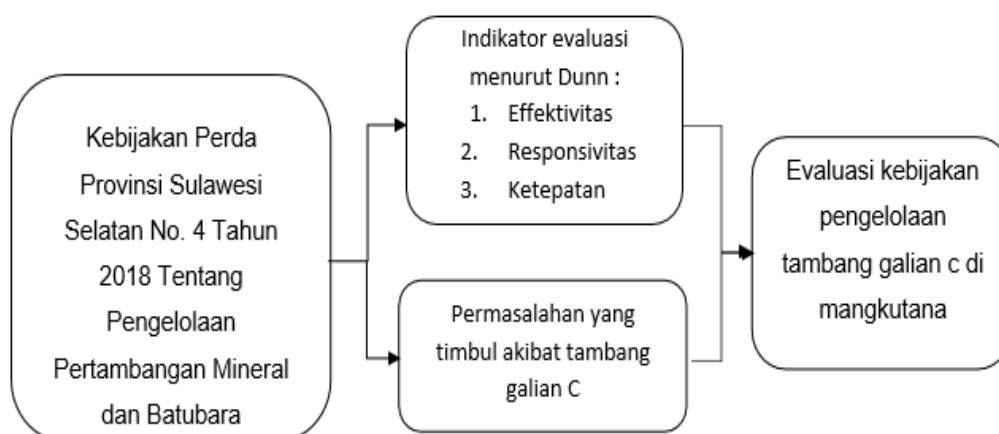 Kebijakan Perda
Provinsi Sulawesi
Selatan No. 4 Tahun
2018 Tentang
Pengelolaan
Pertambangan Mineral
dan Batubara
Indikator evaluasi
menurut Dunn :
1. Effektivitas
2. Responsivitas
3. Ketepatan
Permasalahan yang
timbul akibat tambang
galian C
Evaluasi kebijakan
pengelolaan
tambang galian c di
mangkutana